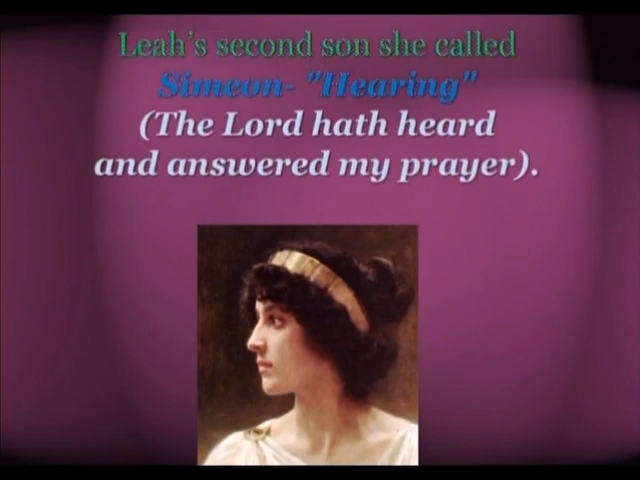 Leah's second son she called
Simeon- "Hearing"
(The Lord hath heard
and answered my prayer).